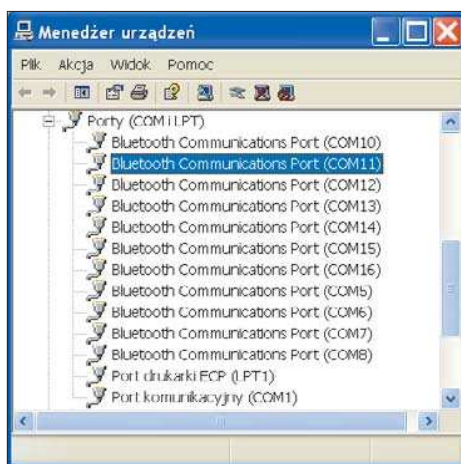 Menedżer urządzeń
Plik Akcja Widok Pomoc
Porty (COM i LPT)
Bluetooth Communications Port (COM10)
Bluetooth Communications Port (COM11)
Bluetooth Communications Port (COM12)
Bluetooth Communications Port (COM13)
Bluetooth Communications Port (COM14)
Bluetooth Communications Port (COM15)
Bluetooth Communications Port (COM16)
Bluetooth Communications Port (COM5)
Bluetooth Communications Port (COM6)
Bluetooth Communications Port (COM7)
Bluetooth Communications Port (COM8)
Port drukarki ECP (LPT1)
Port komunikacyjny (COM1)